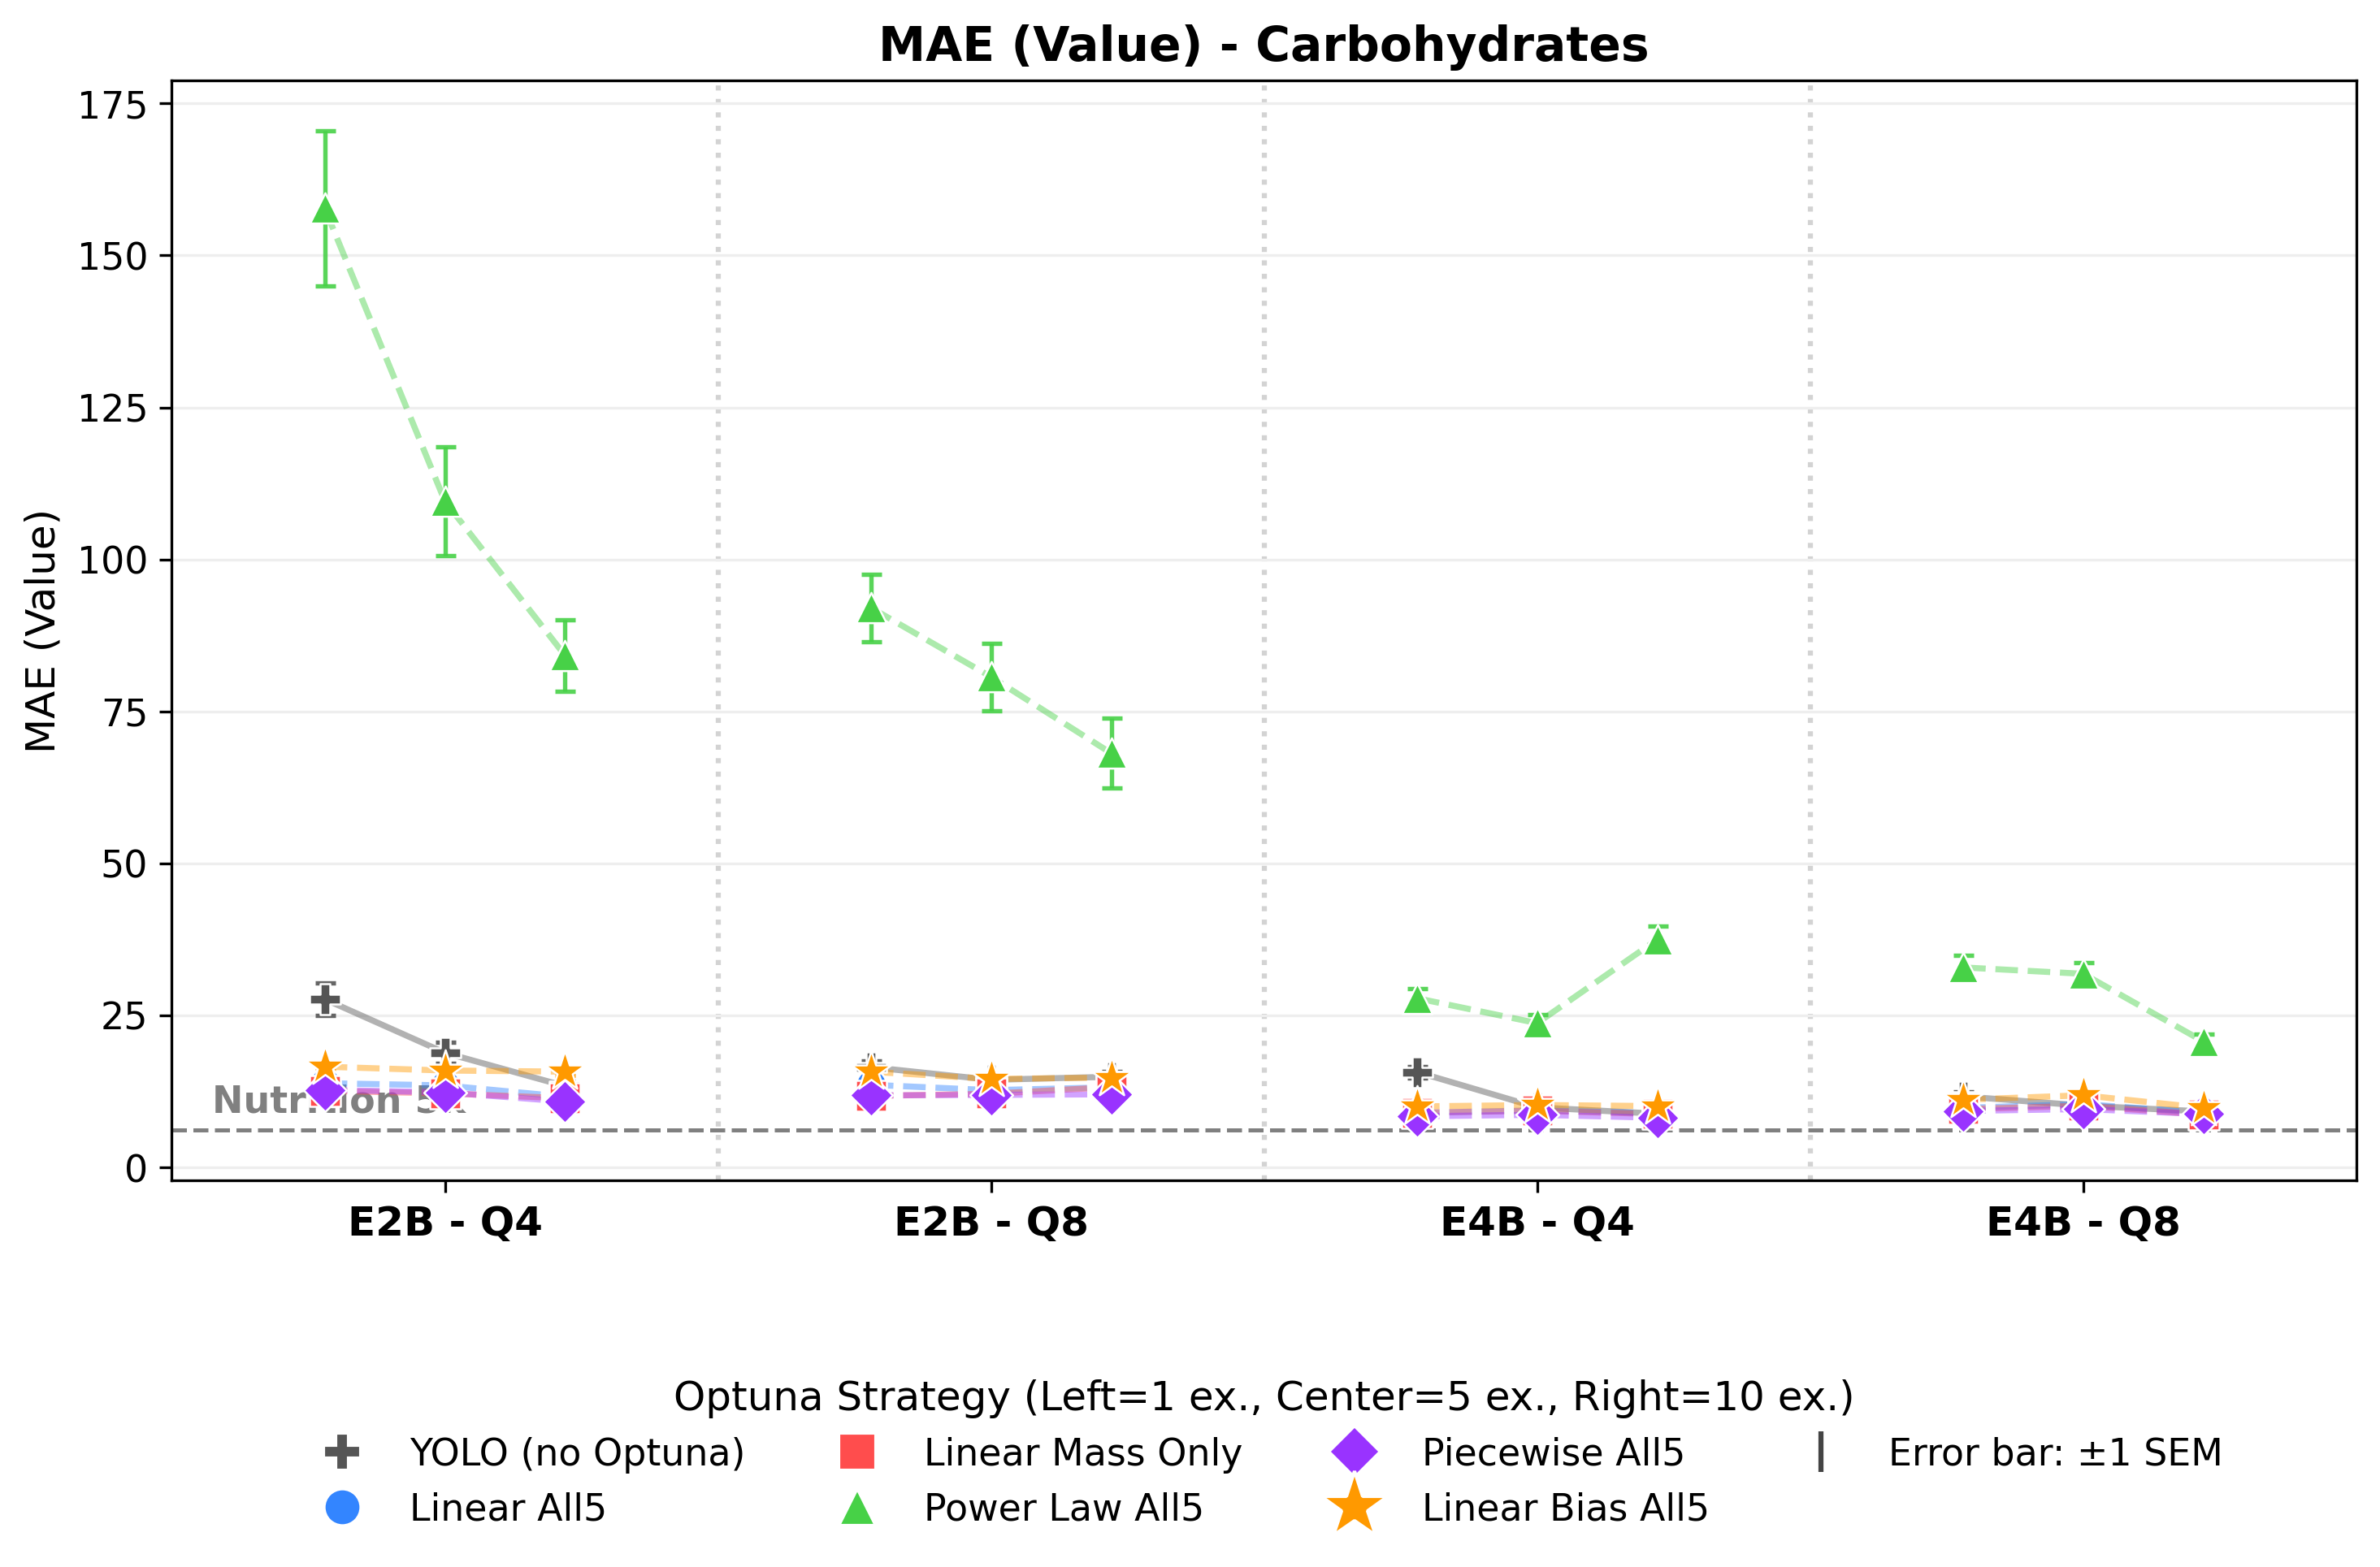 MAE (Value) - Carbohydrates
MAE (Value)
175
150
125
100
75
50
25
0
E2B - Q4
E2B - Q8
E4B - Q4
E4B - Q8
Optuna Strategy (Left=1 ex., Center=5 ex., Right=10 ex.)
YOLO (no Optuna)
Linear All5
Linear Mass Only
Power Law All5
Piecewise All5
Linear Bias All5
Error bar: ±1 SEM